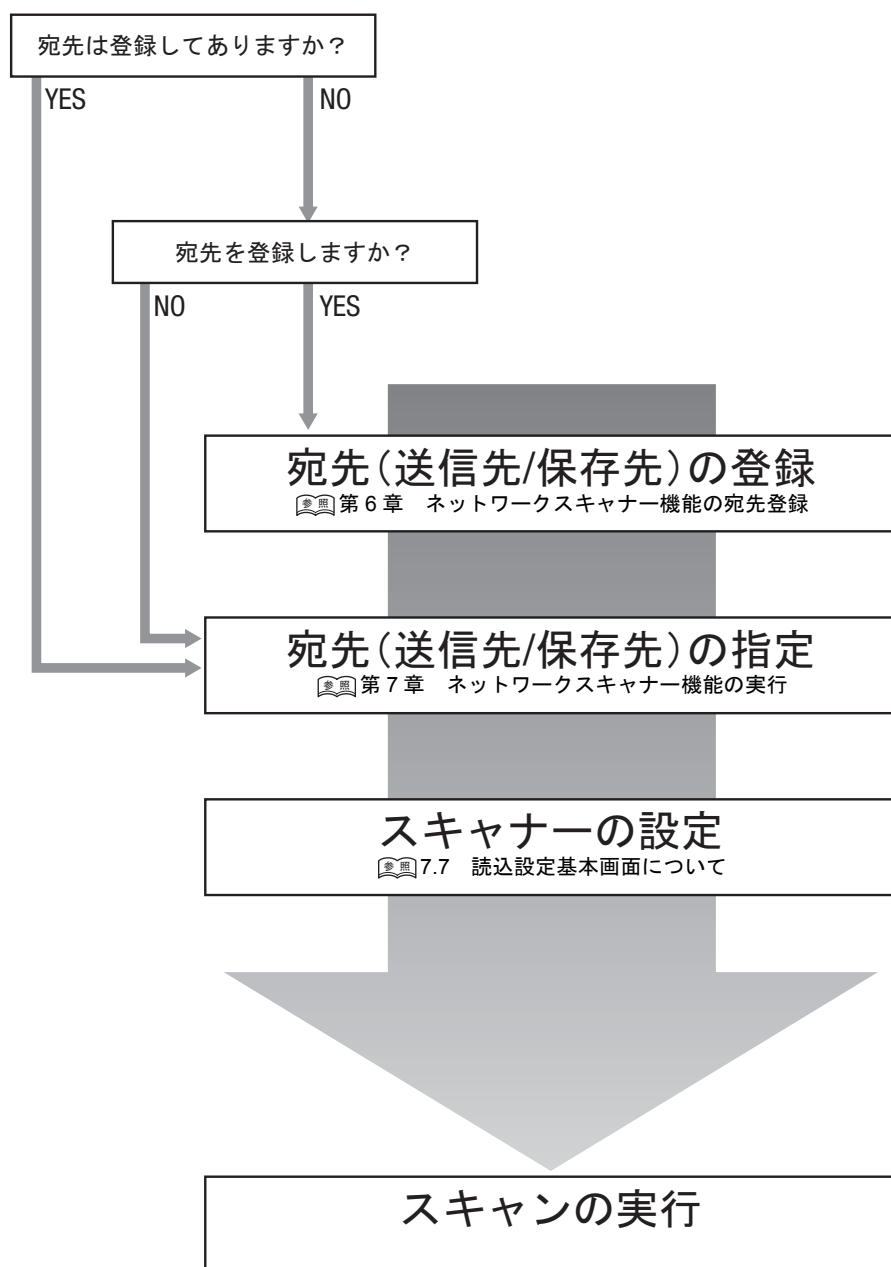 宛先は登録してありますか？
YES
NO
宛先を登録しますか？
NO
YES
宛先（送信先/保存先）の登録
参照 第6章　ネットワークスキャナー機能の宛先登録
宛先（送信先/保存先）の指定
参照 第7章　ネットワークスキャナー機能の実行
スキャナーの設定
参照 7.7　読込設定基本画面について
スキャンの実行